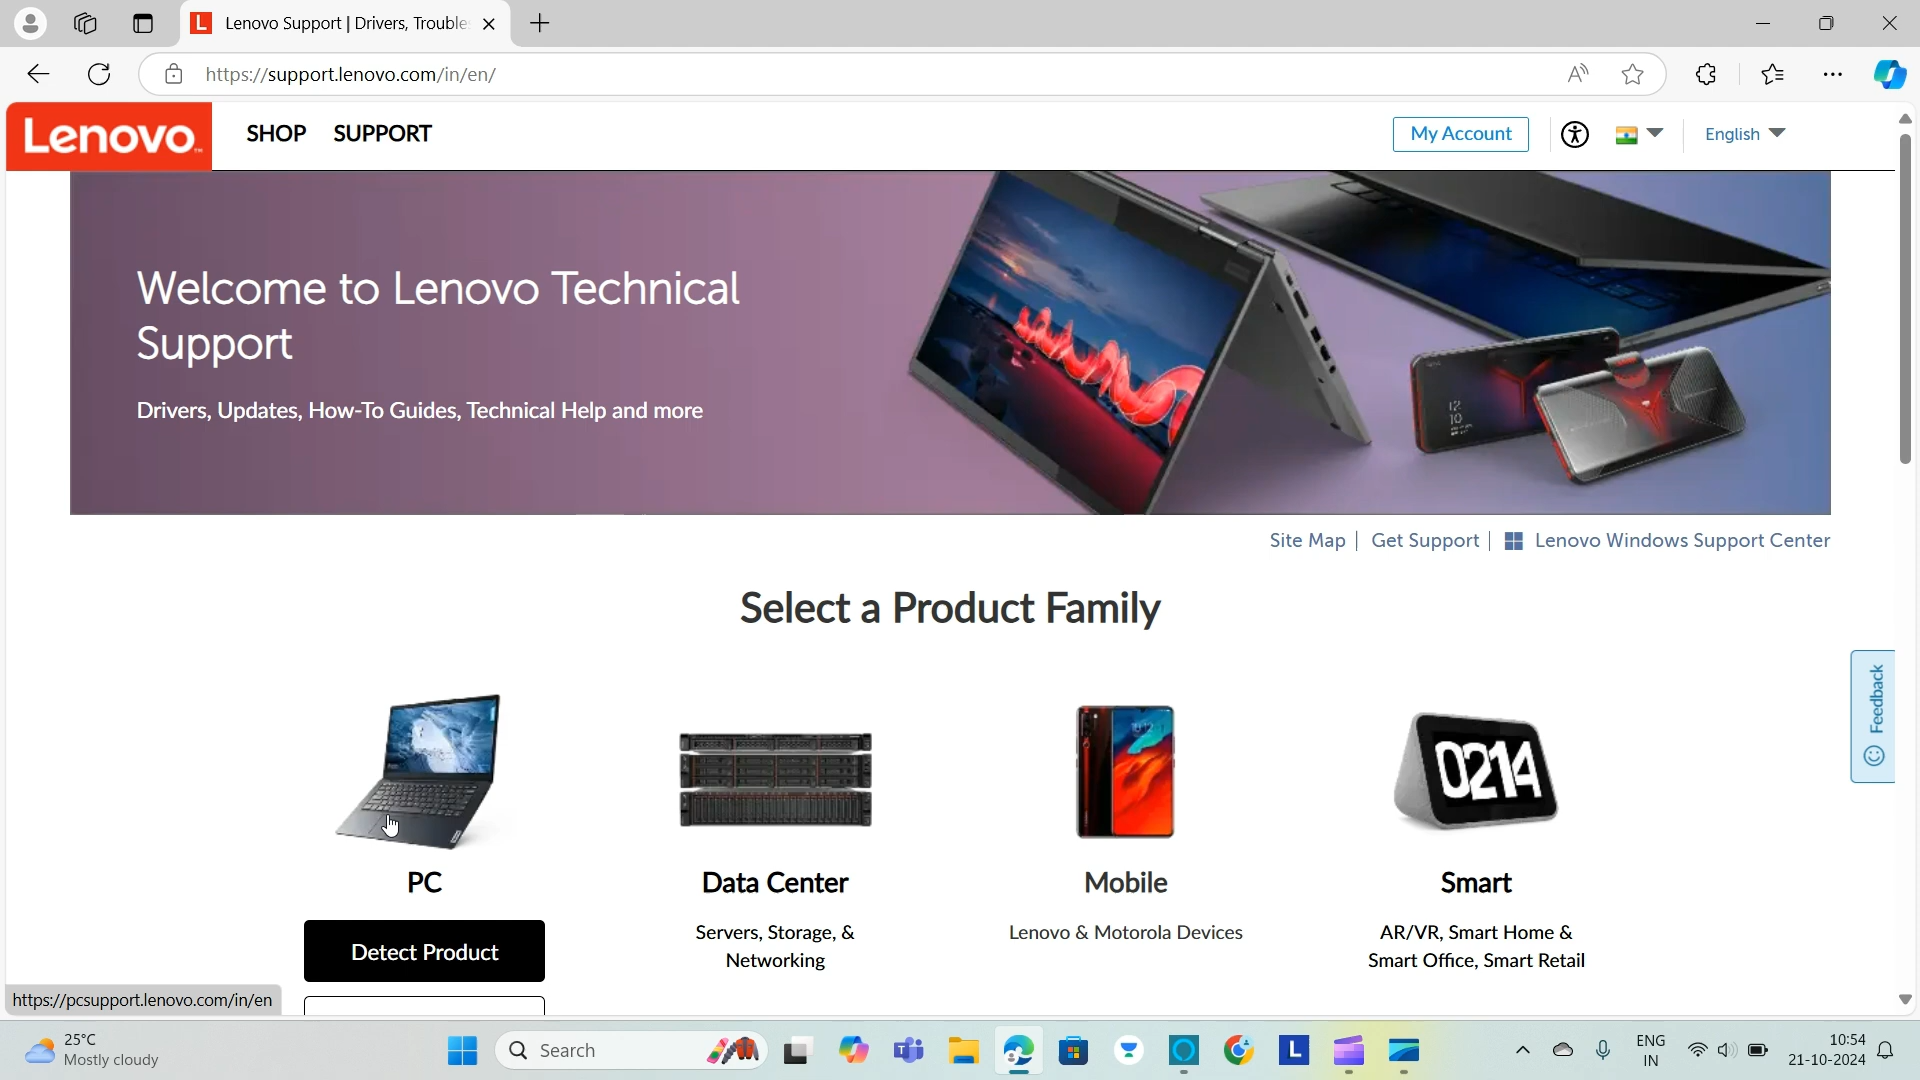 Lenovo Support | Drivers, Trouble
https://support.lenovo.com/in/en/
Lenovo
SHOP
SUPPORT
My Account
English
Welcome to Lenovo Technical
Support
Drivers, Updates, How-To Guides, Technical Help and more
12
10
Site Map | Get Support | Lenovo Windows Support Center
Select a Product Family
Feedback
0214
PC
Data Center
Mobile
Smart
Detect Product
Servers, Storage, &
Networking
Lenovo & Motorola Devices
AR/VR, Smart Home &
Smart Office, Smart Retail
https://pcsupport.lenovo.com/in/en
25°C
Mostly cloudy
Search
ENG
IN
10:54
21-10-2024